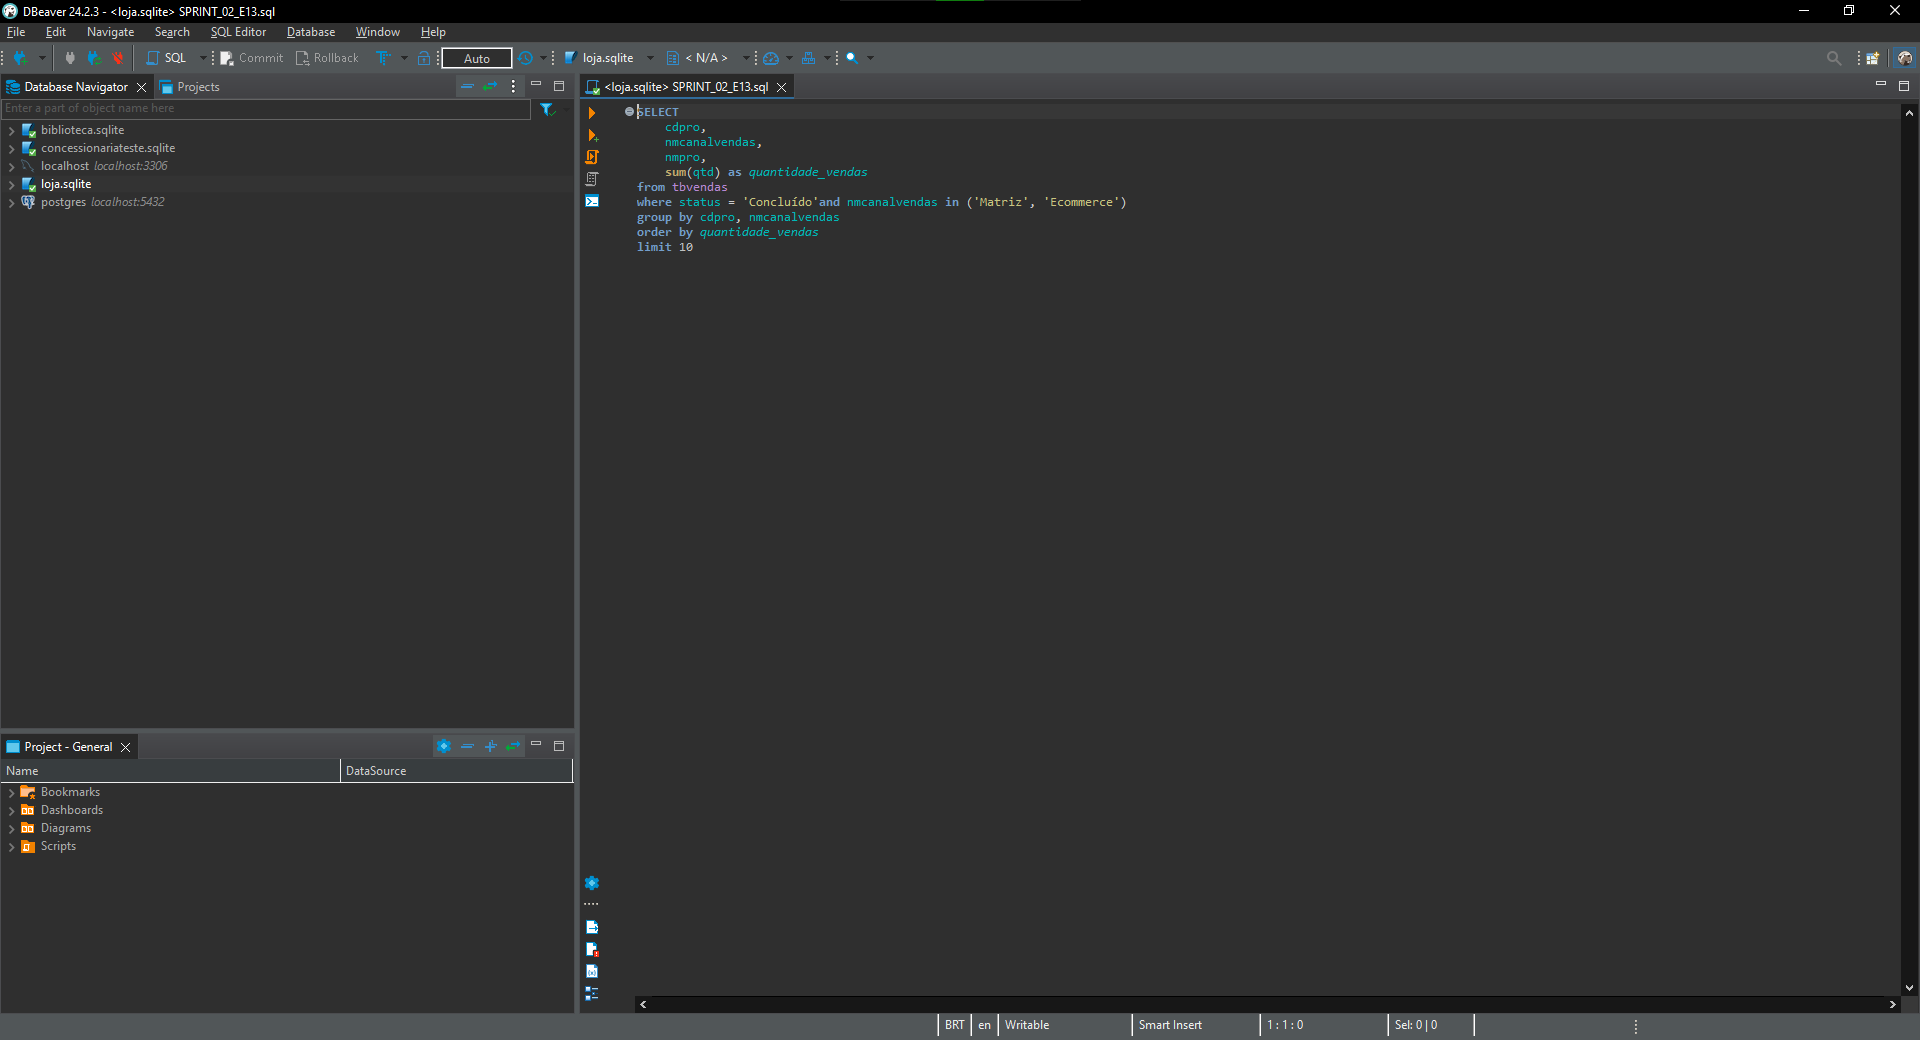 DBeaver 24.2.3 - <loja.sqlite> SPRINT_02_E13.sql
File Edit Navigate Search SQL Editor Database Window Help
SQL Commit Rollback Auto loja.sqlite < N/A >
Database Navigator Projects
Enter a part of object name here
biblioteca.sqlite
concessionariateste.sqlite
localhost localhost:3306
loja.sqlite
postgres localhost:5432
<loja.sqlite> SPRINT_02_E13.sql
SELECT
cdpro,
nmcanalvendas,
nmpro,
sum(qtd) as quantidade_vendas
from tbvendas
where status = 'Concluído'and nmcanalvendas in ('Matriz', 'Ecommerce')
group by cdpro, nmcanalvendas
order by quantidade_vendas
limit 10
Project - General
Name DataSource
Bookmarks
Dashboards
Diagrams
Scripts
BRT en Writable Smart Insert 1 : 1 : 0 Sel: 0 | 0